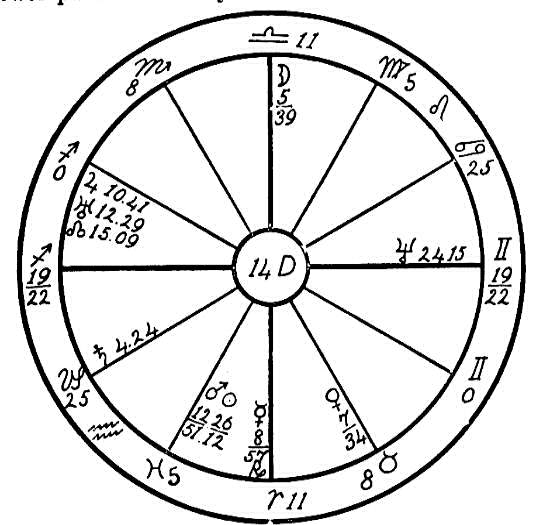 ♎ 11
♏ 8
♍ 5
♌
♋ 25
♐ 0
☽ 5 39
♃ 10.41
♅ 12.29
☊ 15.09
♐ 19 22
14 D
♆ 24 15
♊ 19 22
♄ 4.24
♑ 25
♒
♓ 5
♂ 12 51.
☉ 26 12
☿ 8 57 ℞
♀ 7 34
♊ 0
8 ♉
♈ 11